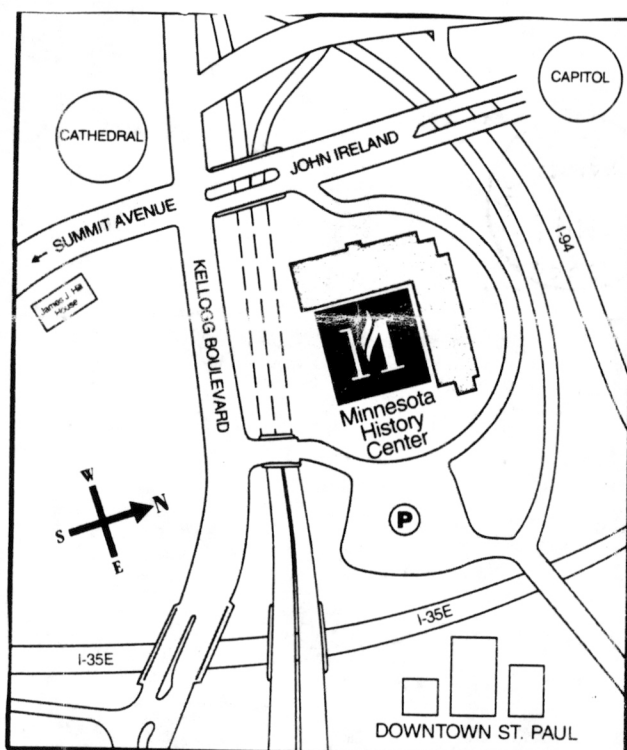 CATHEDRAL
CAPITOL
JOHN IRELAND
← SUMMIT AVENUE
I-94
James J. Hill
House
KELLOGG BOULEVARD
Minnesota
History
Center
W
N
S
E
P
I-35E
I-35E
DOWNTOWN ST. PAUL